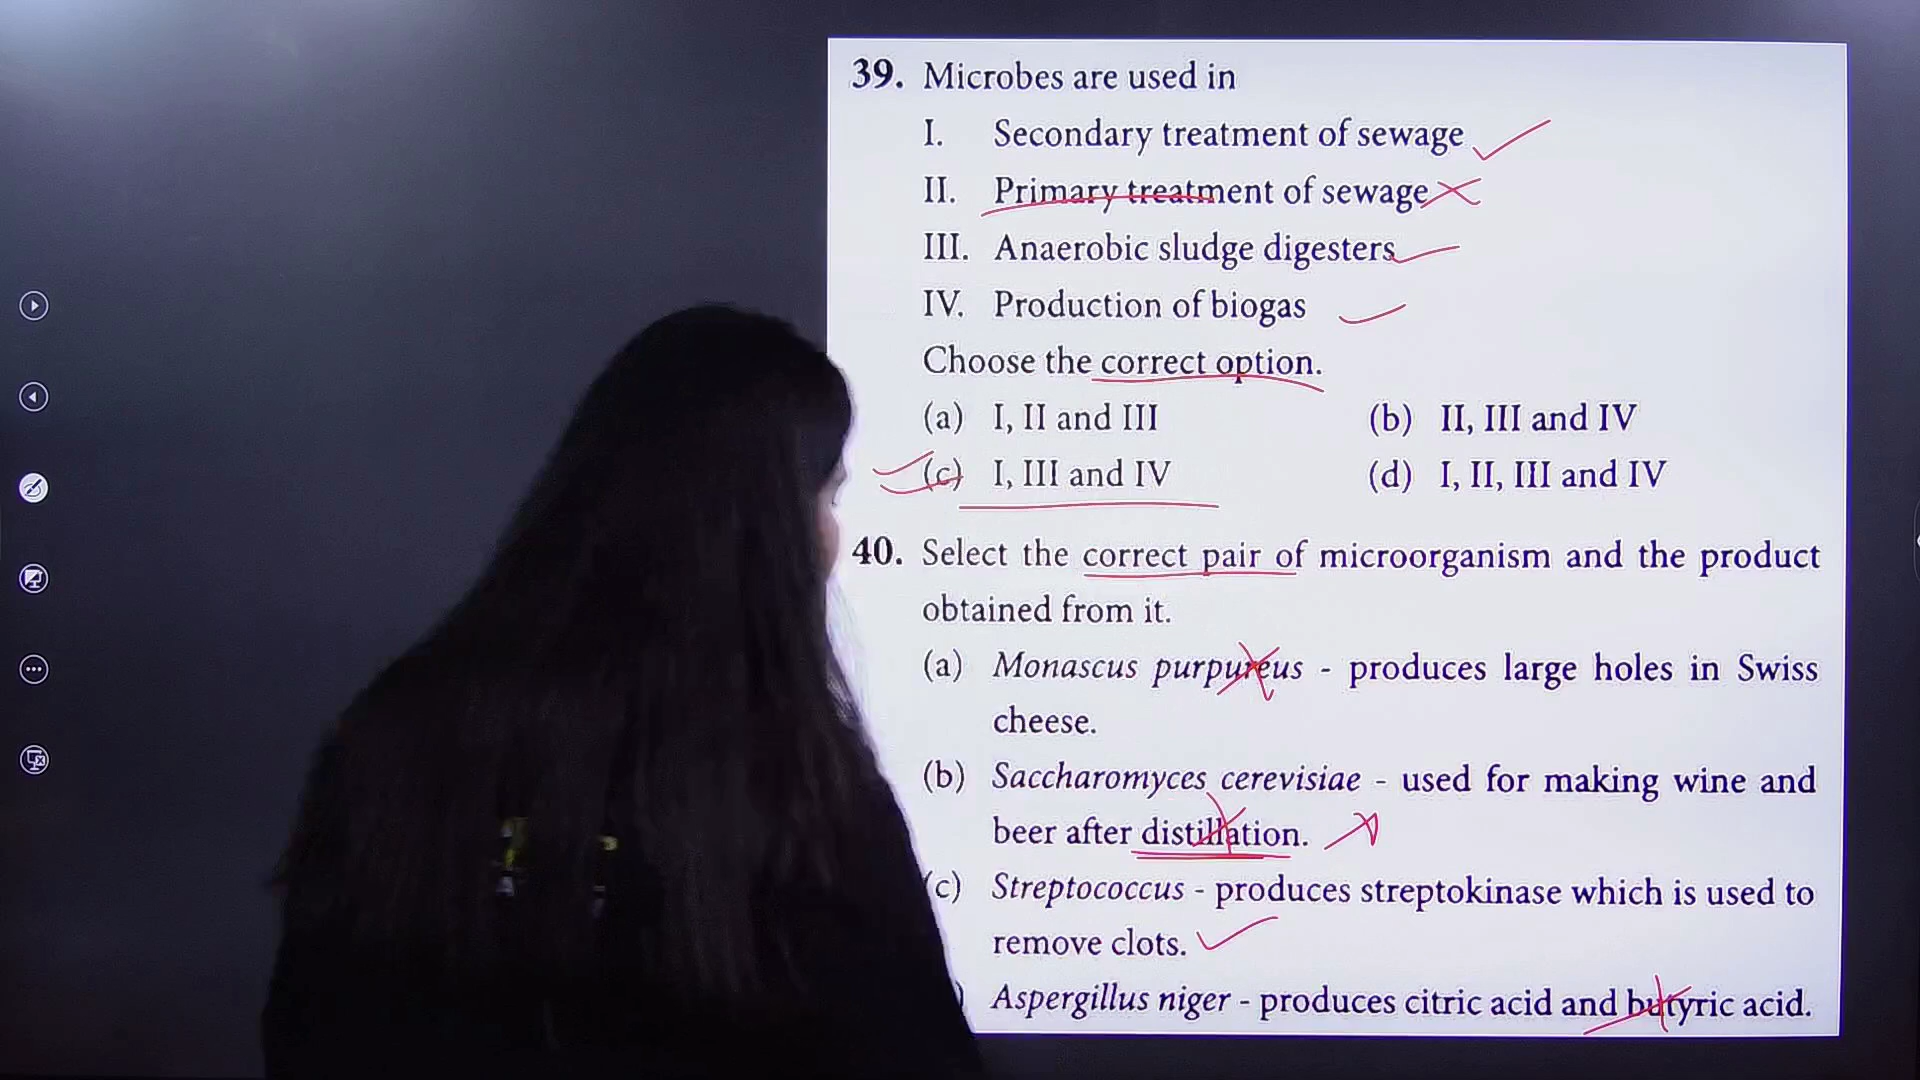 39. Microbes are used in
I. Secondary treatment of sewage
II. Primary treatment of sewage
III. Anaerobic sludge digesters
IV. Production of biogas
Choose the correct option.
(a) I, II and III (b) II, III and IV
(c) I, III and IV (d) I, II, III and IV
40. Select the correct pair of microorganism and the product
obtained from it.
(a) Monascus purpureus - produces large holes in Swiss
cheese.
(b) Saccharomyces cerevisiae - used for making wine and
beer after distillation.
(c) Streptococcus - produces streptokinase which is used to
remove clots.
) Aspergillus niger - produces citric acid and butyric acid.